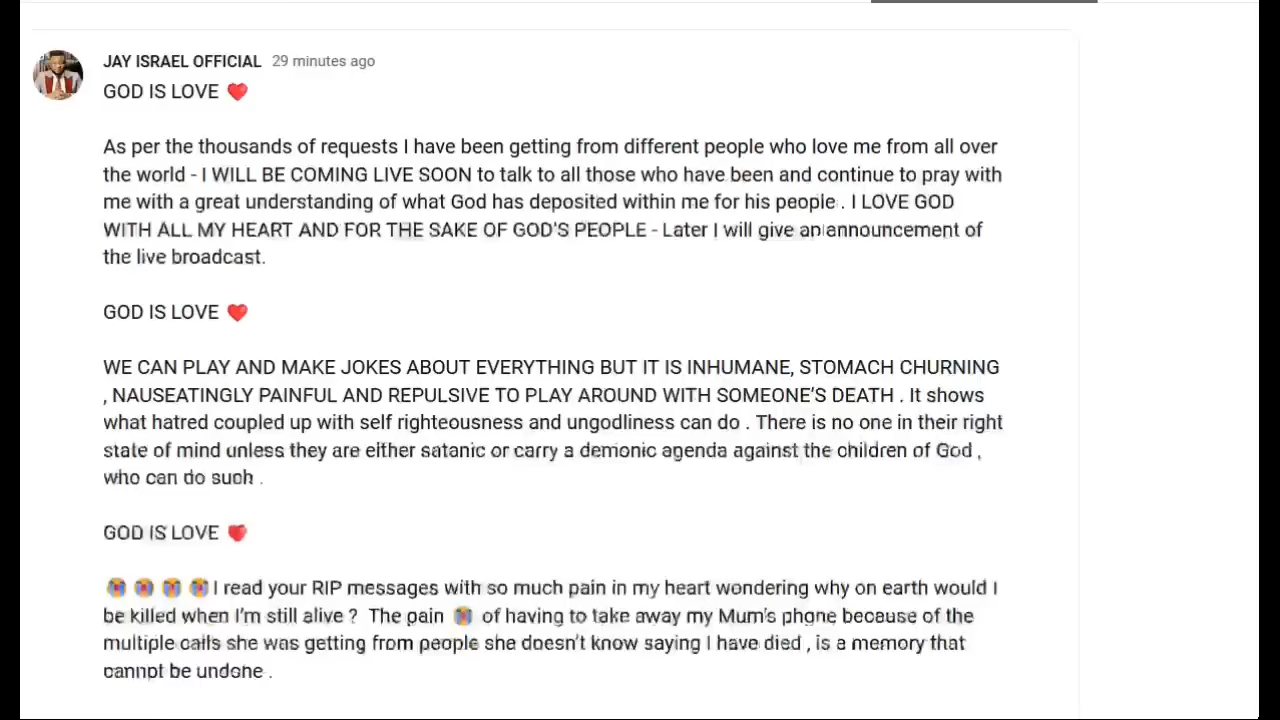 JAY ISRAEL OFFICIAL 29 minutes ago
GOD IS LOVE ❤️
As per the thousands of requests I have been getting from different people who love me from all over
the world - I WILL BE COMING LIVE SOON to talk to all those who have been and continue to pray with
me with a great understanding of what God has deposited within me for his people . I LOVE GOD
WITH ALL MY HEART AND FOR THE SAKE OF GOD'S PEOPLE - Later I will give an announcement of
the live broadcast.
GOD IS LOVE ❤️
WE CAN PLAY AND MAKE JOKES ABOUT EVERYTHING BUT IT IS INHUMANE, STOMACH CHURNING
, NAUSEATINGLY PAINFUL AND REPULSIVE TO PLAY AROUND WITH SOMEONE'S DEATH . It shows
what hatred coupled up with self righteousness and ungodliness can do . There is no one in their right
state of mind unless they are either satanic or carry a demonic agenda against the children of God ,
who can do such .
GOD IS LOVE ❤️
😭 😭 😭 😭 I read your RIP messages with so much pain in my heart wondering why on earth would I
be killed when I'm still alive ? The pain 😭 of having to take away my Mum's phone because of the
multiple calls she was getting from people she doesn't know saying I have died , is a memory that
cannot be undone .